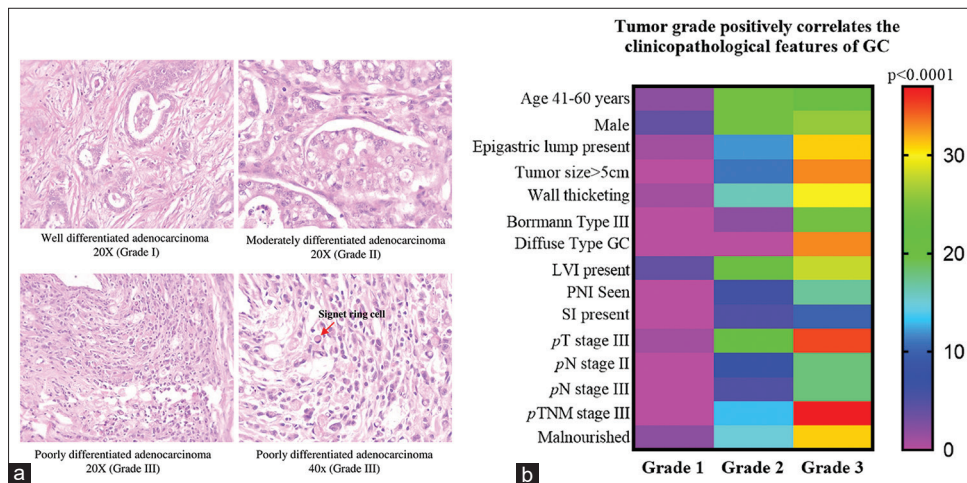 Well differentiated adenocarcinoma
20X (Grade I)
Moderately differentiated adenocarcinoma
20X (Grade II)
Signet ring cell
Poorly differentiated adenocarcinoma
20X (Grade III)
Poorly differentiated adenocarcinoma
40x (Grade III)
a
Tumor grade positively correlates the
clinicopathological features of GC
p<0.0001
Age 41-60 years
Male
Epigastric lump present
Tumor size>5cm
Wall thicketing
Borrmann Type III
Diffuse Type GC
LVI present
PNI Seen
SI present
pT stage III
pN stage II
pN stage III
pTNM stage III
Malnourished
Grade 1
Grade 2
Grade 3
30
20
10
0
b